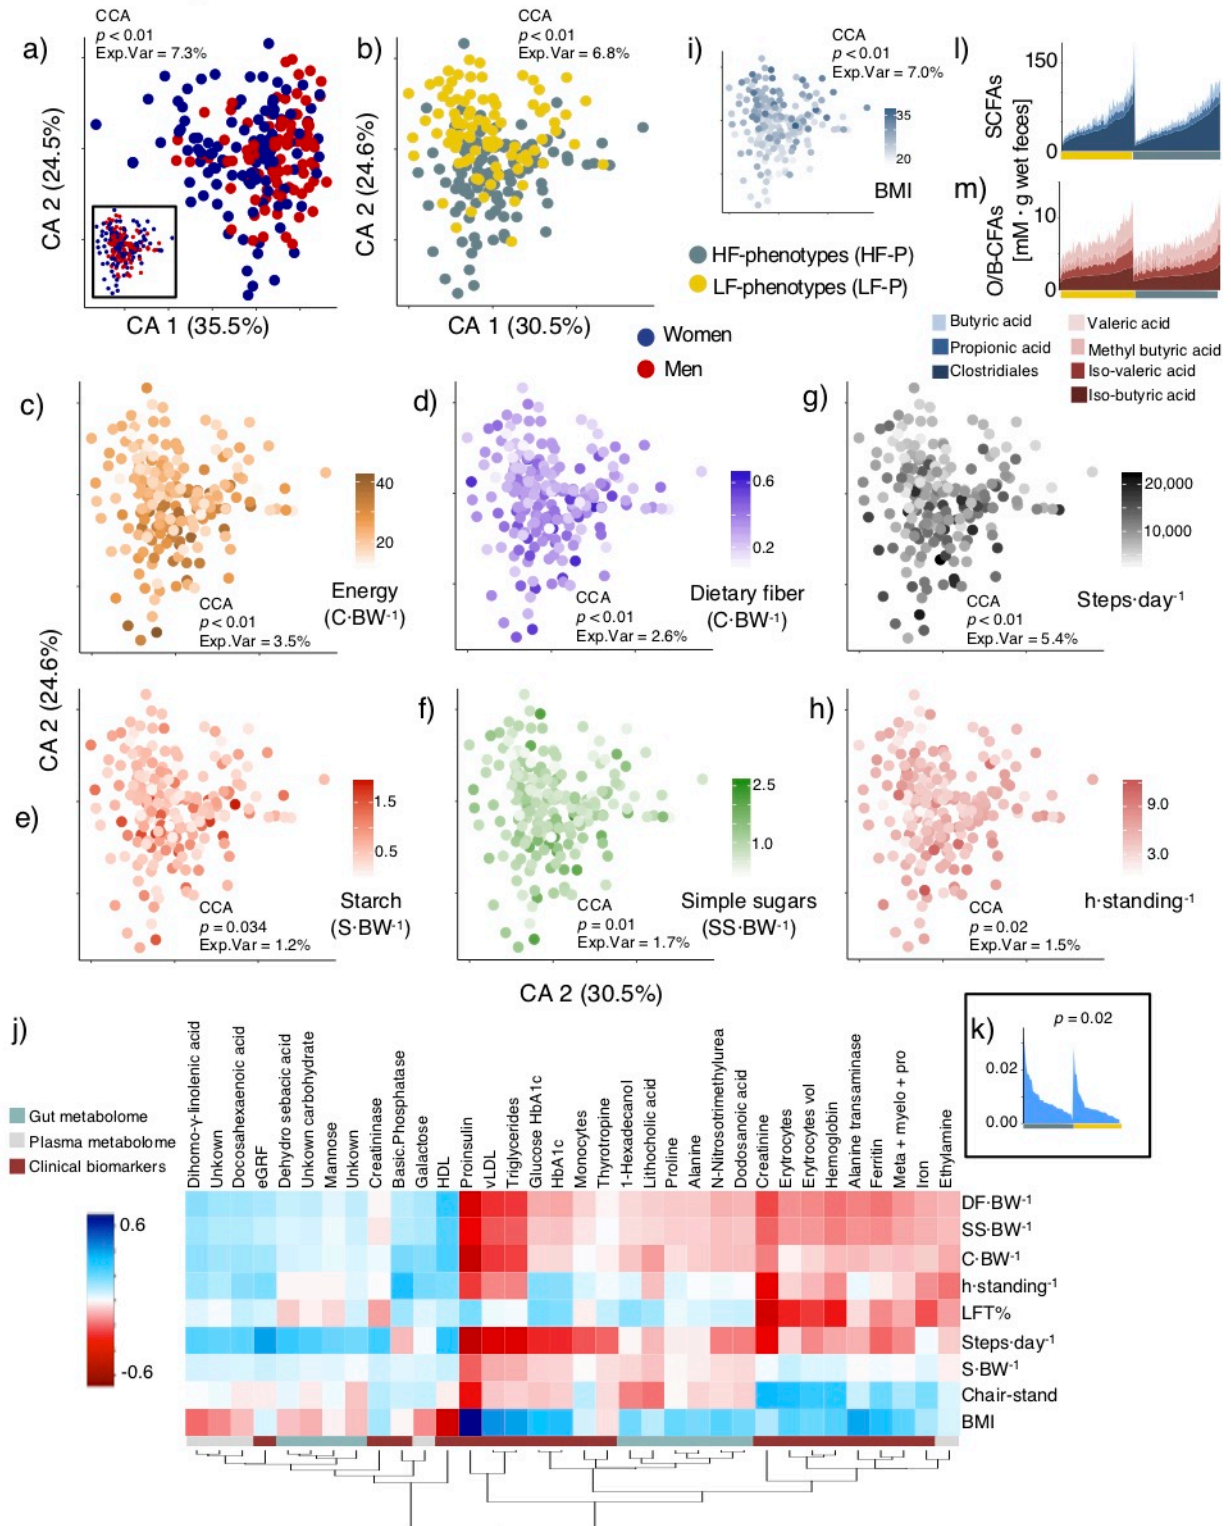 a)
CCA
p < 0.01
Exp.Var = 7.3%
CA 2 (24.5%)
CA 1 (35.5%)
b)
CCA
p < 0.01
Exp.Var = 6.8%
CA 2 (24.6%)
CA 1 (30.5%)
i)
CCA
p < 0.01
Exp.Var = 7.0%
35
20
BMI
HF-phenotypes (HF-P)
LF-phenotypes (LF-P)
Women
Men
l)
150
0
SCFAs
m)
10
0
O/B-CFAs
[mM · g wet feces]
Butyric acid
Propionic acid
Clostridiales
Valeric acid
Methyl butyric acid
Iso-valeric acid
Iso-butyric acid
c)
40
20
Energy
(C·BW-1)
CCA
p < 0.01
Exp.Var = 3.5%
d)
0.6
0.2
Dietary fiber
(C·BW-1)
CCA
p < 0.01
Exp.Var = 2.6%
g)
20,000
10,000
Steps·day-1
CCA
p < 0.01
Exp.Var = 5.4%
CA 2 (24.6%)
e)
1.5
0.5
Starch
(S·BW-1)
CCA
p = 0.034
Exp.Var = 1.2%
f)
2.5
1.0
Simple sugars
(SS·BW-1)
CCA
p = 0.01
Exp.Var = 1.7%
h)
9.0
3.0
h·standing-1
CCA
p = 0.02
Exp.Var = 1.5%
CA 2 (30.5%)
j)
Gut metabolome
Plasma metabolome
Clinical biomarkers
0.6
-0.6
Dihomo-γ-linolenic acid
Unkown
Docosahexaenoic acid
eGRF
Dehydro sebacic acid
Unkown carbohydrate
Mannose
Unkown
Creatininase
Basic.Phosphatase
Galactose
HDL
Proinsulin
vLDL
Triglycerides
Glucose HbA1c
HbA1c
Monocytes
Thyrotropine
1-Hexadecanol
Lithocholic acid
Proline
Alanine
N-Nitrosotrimethylurea
Dodosanoic acid
Creatinine
Erytrocytes
Erytrocytes vol
Hemoglobin
Alanine transaminase
Ferritin
Meta + myelo + pro
Iron
Ethylamine
DF·BW-1
SS·BW-1
C·BW-1
h·standing-1
LFT%
Steps·day-1
S·BW-1
Chair-stand
BMI
k)
p = 0.02
0.02
0.00